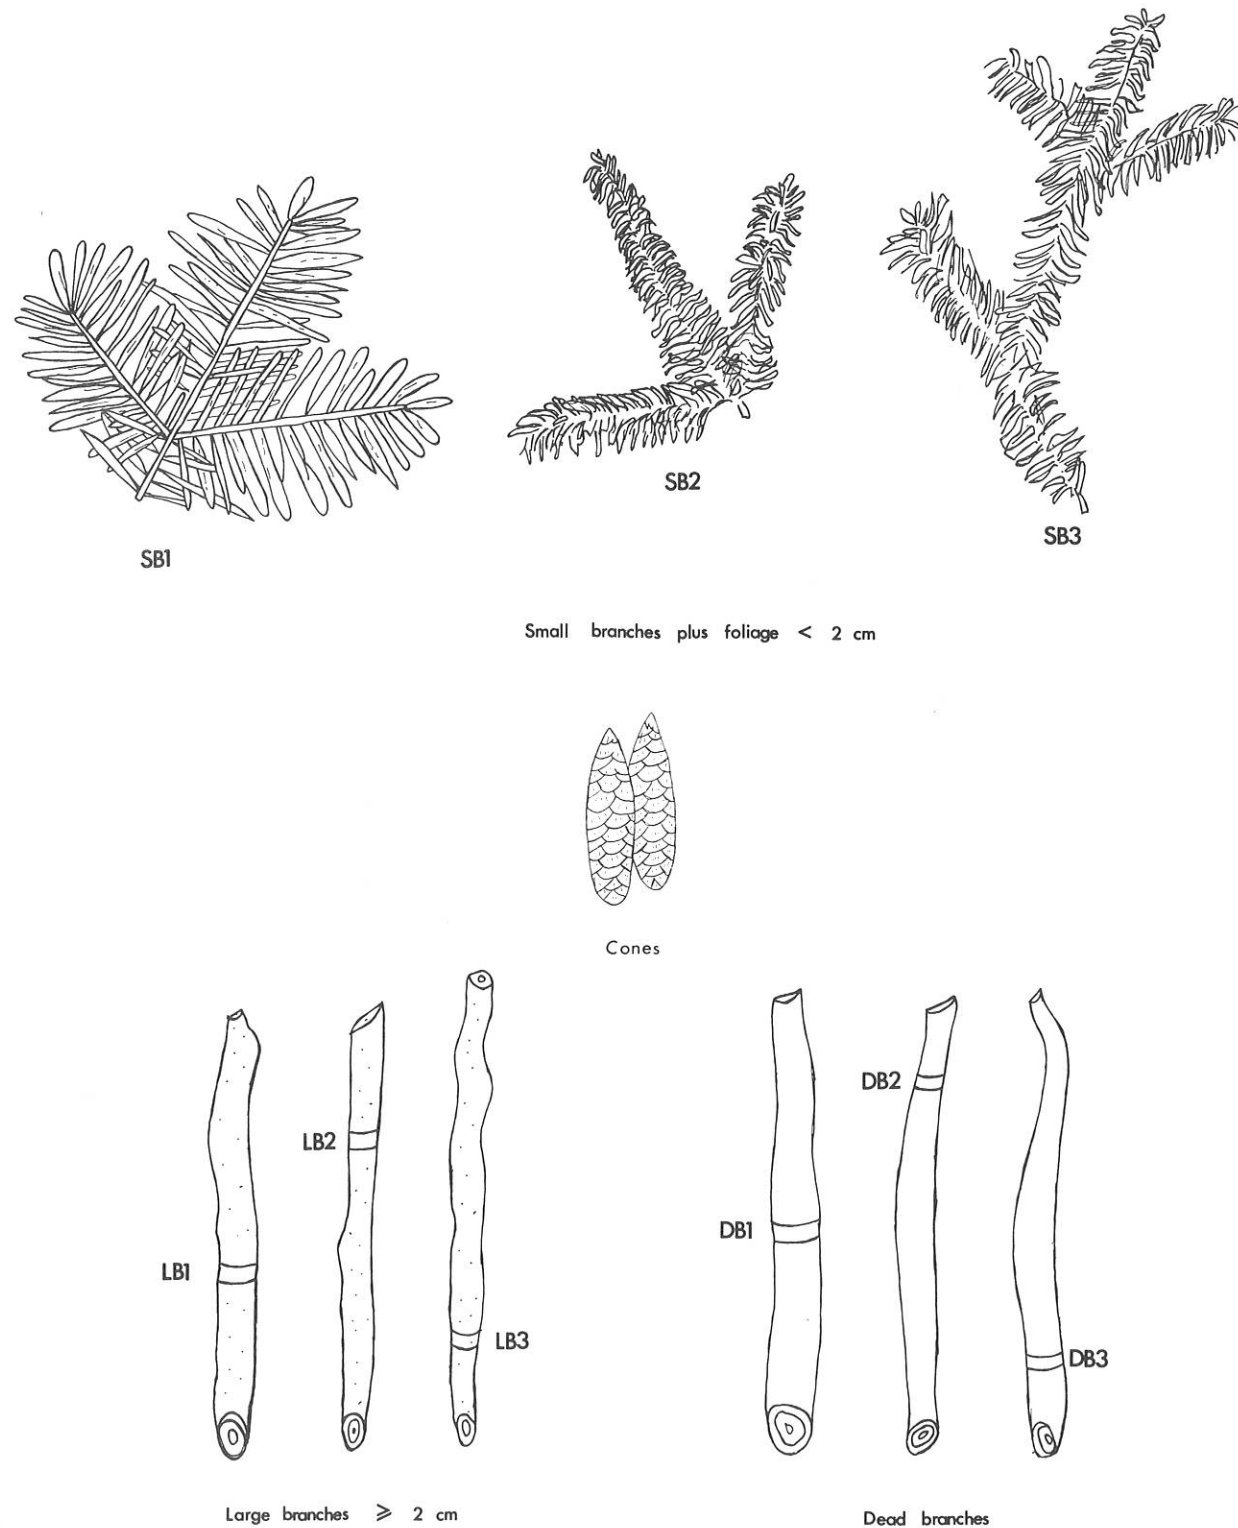 SB1
SB2
SB3
Small branches plus foliage < 2 cm
Cones
LB1
LB2
LB3
DB1
DB2
DB3
Large branches ⩾ 2 cm
Dead branches